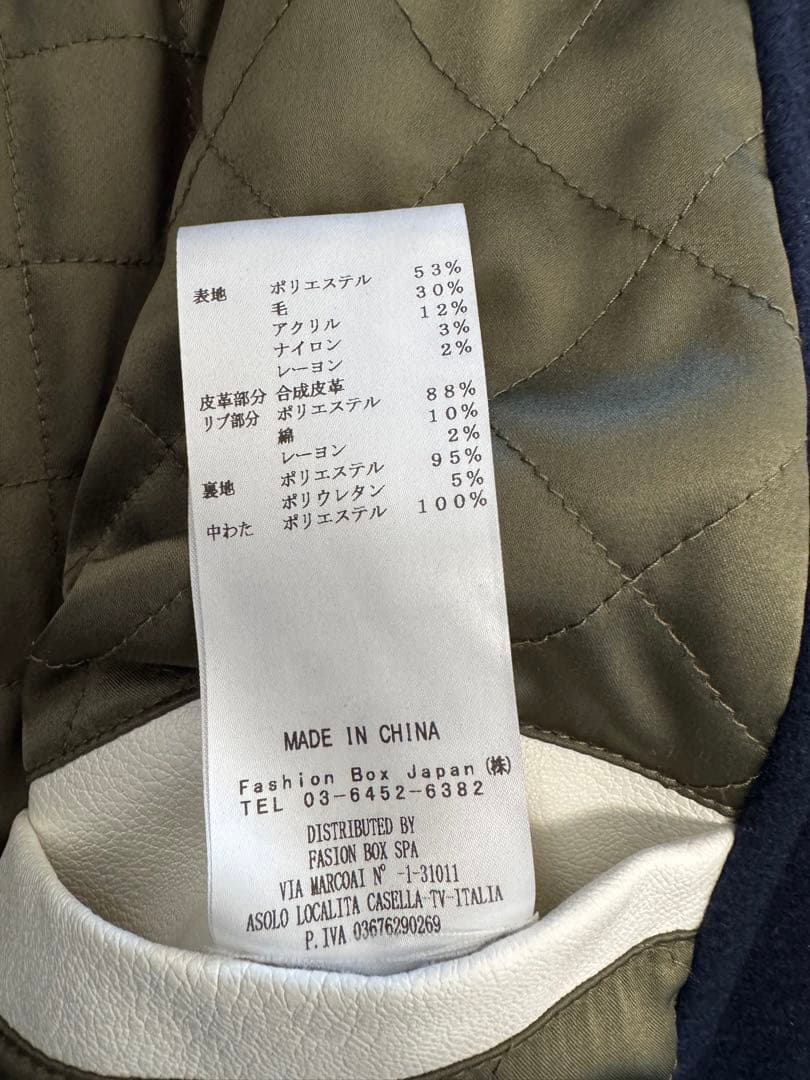 表地 ポリエステル 53%
毛 30%
アクリル 12%
ナイロン 3%
レーヨン 2%
皮革部分 合成皮革
リブ部分 ポリエステル 88%
綿 10%
レーヨン 2%
裏地 ポリエステル 95%
ポリウレタン 5%
中わた ポリエステル 100%
MADE IN CHINA
Fashion Box Japan (株)
TEL 03-6452-6382
DISTRIBUTED BY
FASION BOX SPA
VIA MARCOAI Nº -1-31011
ASOLO LOCALITA CASELLA-TV-ITALIA
P. IVA 03676290269